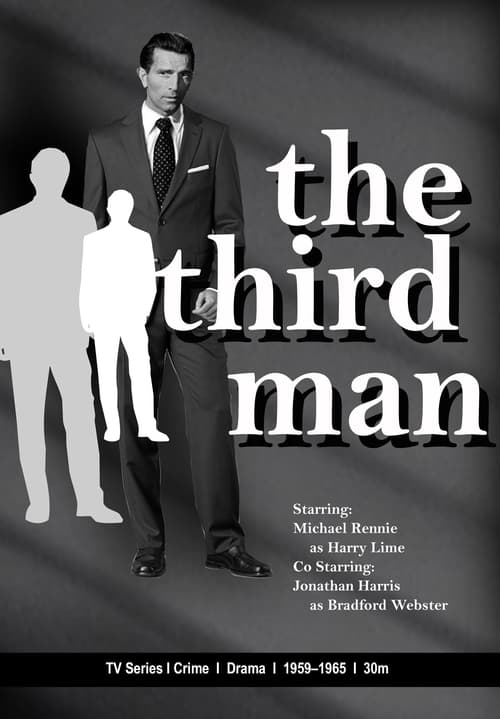 the
third
man
Starring:
Michael Rennie
as Harry Lime
Co Starring:
Jonathan Harris
as Bradford Webster
TV Series I Crime I Drama I 1959–1965 I 30m